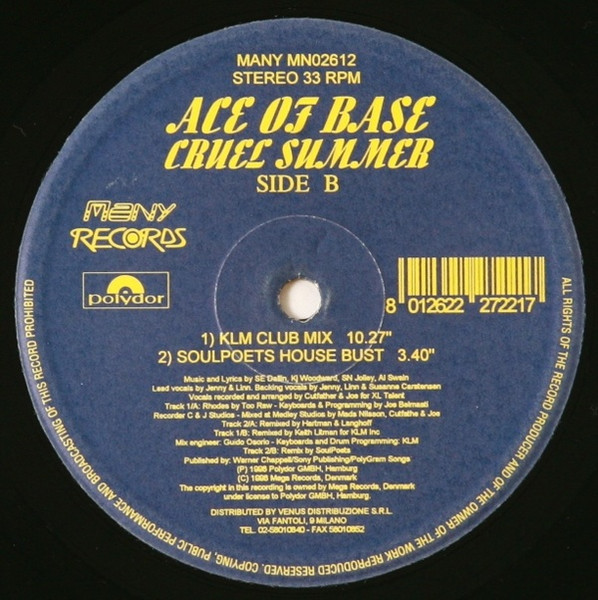 MANY MN02612
STEREO 33 RPM
ACE OF BASE
CRUEL SUMMER
SIDE B
MANY
RECORDS
polydor
8 012622 272217
1) KLM CLUB MIX 10.27"
2) SOULPOETS HOUSE BUST 3.40"
Music and Lyrics by SE Dallin, Kj Woodward, SN Jolley, Al Swain
Lead vocals by Jenny & Linn. Backing vocals by Jenny, Linn & Susanna Carstensen
Vocals recorded and arranged by Cutfather & Joe for XL Talent
Track 1/A: Rhodes by Too Raw - Keyboards & Programming by Joe Belmaati
Recorder C & J Studios - Mixed at Medley Studios by Mads Nilsson, Cutfathe & Joe
Track 2/A: Remixed by Hartman & Langhoff
Track 1/B: Remixed by Keith Litman for KLM Inc
Mix engineer: Guido Osorio - Keyboards and Drum Programming: KLM
Track 2/B: Remix by SoulPoets
Published by: Warner Chappell/Sony Publishing/PolyGram Songs
(P) 1998 Polydor GMBH, Hamburg
(C) 1998 Mega Records, Denmark
The copyright in this recording is owned by Mega Records, Denmark
under license to Polydor GMBH, Hamburg.
DISTRIBUTED BY VENUS DISTRIBUZIONE S.R.L.
VIA FANTOLI, 9 MILANO
TEL. 02-58010840 - FAX 58010852
ALL RIGHTS OF THE RECORD PRODUCER AND OF THE OWNER OF THE WORK REPRODUCED RESERVED. COPYING, PUBLIC PERFORMANCE AND BROADCASTING OF THIS RECORD PROHIBITED